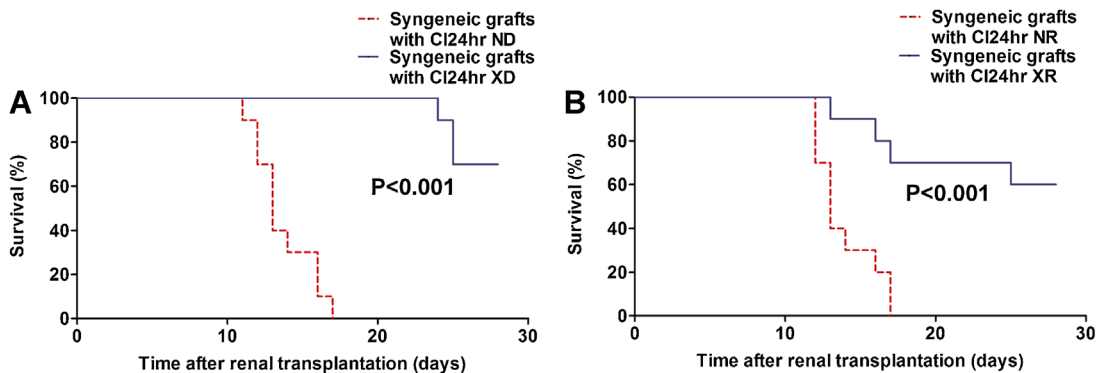 Syngeneic grafts
with CI24hr ND
Syngeneic grafts
with CI24hr XD
A
100
80
60
40
20
0
Survival (%)
P<0.001
0 10 20 30
Time after renal transplantation (days)
Syngeneic grafts
with CI24hr NR
Syngeneic grafts
with CI24hr XR
B
100
80
60
40
20
0
Survival (%)
P<0.001
0 10 20 30
Time after renal transplantation (days)